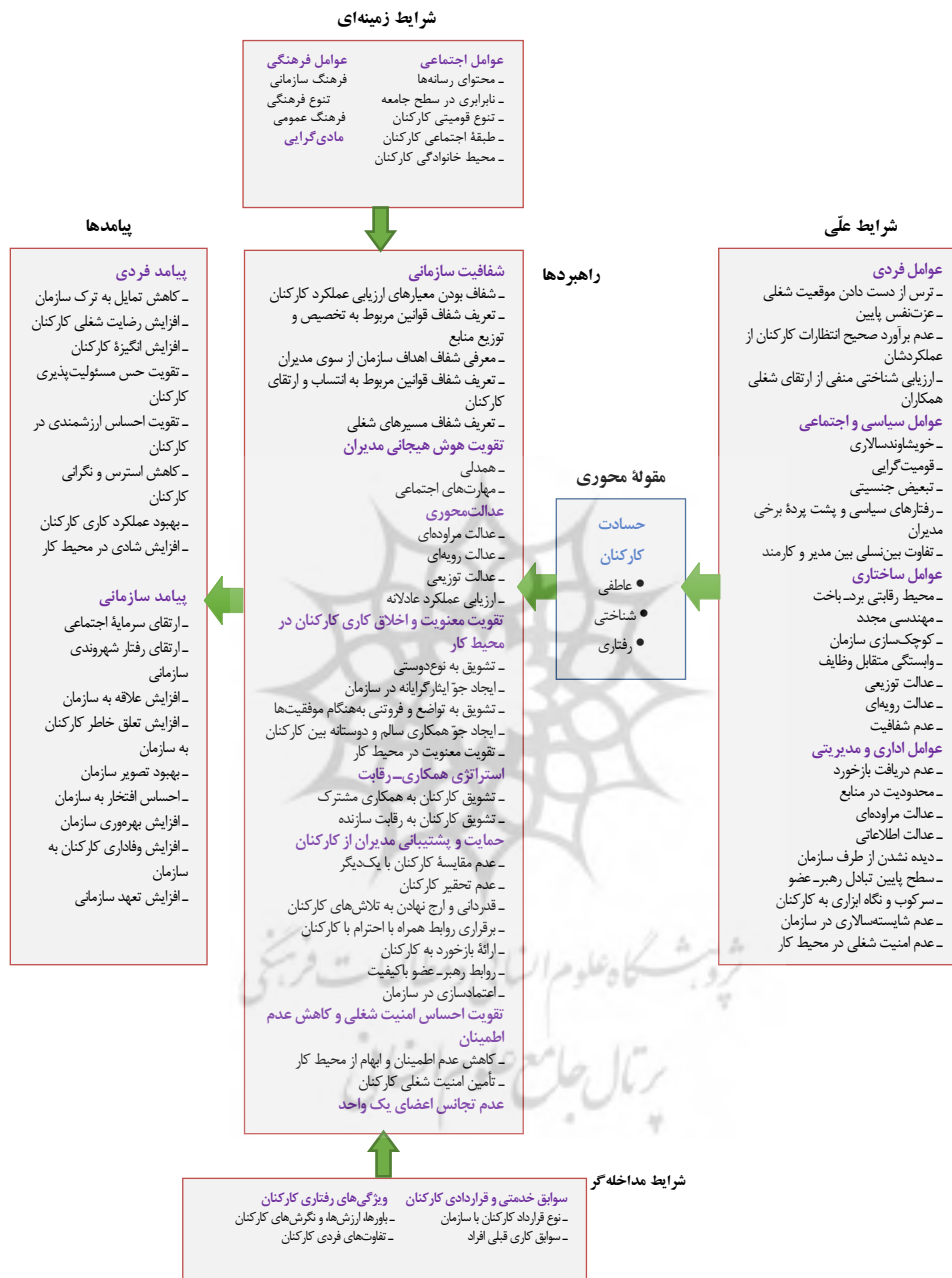 شرایط زمینه‌ای
عوامل اجتماعی
ـ محتوای رسانه‌ها
ـ نابرابری در سطح جامعه
ـ تنوع قومیتی کارکنان
ـ طبقۀ اجتماعی کارکنان
ـ محیط خانوادگی کارکنان
عوامل فرهنگی
فرهنگ سازمانی
تنوع فرهنگی
فرهنگ عمومی
مادی‌گرایی
شرایط علّی
عوامل فردی
ـ ترس از دست دادن موقعیت شغلی
ـ عزت‌نفس پایین
ـ عدم برآورد صحیح انتظارات کارکنان از
عملکردشان
ـ ارزیابی شناختی منفی از ارتقای شغلی
همکاران
عوامل سیاسی و اجتماعی
ـ خویشاوندسالاری
ـ قومیت‌گرایی
ـ تبعیض جنسیتی
ـ رفتارهای سیاسی و پشت پردۀ برخی
مدیران
ـ تفاوت بین‌نسلی بین مدیر و کارمند
عوامل ساختاری
ـ محیط رقابتی برد‌ـ باخت
ـ مهندسی مجدد
ـ کوچک‌سازی سازمان
ـ وابستگی متقابل وظایف
ـ عدالت توزیعی
ـ عدالت رویه‌ای
ـ عدم شفافیت
عوامل اداری و مدیریتی
ـ عدم دریافت بازخورد
ـ محدودیت در منابع
ـ عدالت مراوده‌ای
ـ عدالت اطلاعاتی
ـ دیده نشدن از طرف سازمان
ـ سطح پایین تبادل رهبر‌ـ عضو
ـ سرکوب و نگاه ابزاری به کارکنان
ـ عدم شایسته‌سالاری در سازمان
ـ عدم امنیت شغلی در محیط کار
مقولۀ محوری
حسادت
کارکنان
• عاطفی
• شناختی
• رفتاری
راهبردها
شفافیت سازمانی
ـ شفاف بودن معیارهای ارزیابی عملکرد کارکنان
ـ تعریف شفاف قوانین مربوط به تخصیص و
توزیع منابع
ـ معرفی شفاف اهداف سازمان از سوی مدیران
ـ تعریف شفاف قوانین مربوط به انتساب و ارتقای
کارکنان
ـ تعریف شفاف مسیرهای شغلی
تقویت هوش هیجانی مدیران
ـ همدلی
ـ مهارت‌های اجتماعی
عدالت‌محوری
ـ عدالت مراوده‌ای
ـ عدالت رویه‌ای
ـ عدالت توزیعی
ـ ارزیابی عملکرد عادلانه
تقویت معنویت و اخلاق کاری کارکنان در
محیط کار
ـ تشویق به نوع‌دوستی
ـ ایجاد جوّ ایثارگرایانه در سازمان
ـ تشویق به تواضع و فروتنی به‌هنگام موفقیت‌ها
ـ ایجاد جوّ همکاری سالم و دوستانه بین کارکنان
ـ تقویت معنویت در محیط کار
استراتژی همکاری‌ـ رقابت
ـ تشویق کارکنان به همکاری مشترک
ـ تشویق کارکنان به رقابت سازنده
حمایت و پشتیبانی مدیران از کارکنان
ـ عدم مقایسۀ کارکنان با یک‌دیگر
ـ عدم تحقیر کارکنان
ـ قدردانی و ارج نهادن به تلاش‌های کارکنان
ـ برقراری روابط همراه با احترام با کارکنان
ـ ارائۀ بازخورد به کارکنان
ـ روابط رهبر‌ـ عضو باکیفیت
ـ اعتمادسازی در سازمان
تقویت احساس امنیت شغلی و کاهش عدم
اطمینان
ـ کاهش عدم اطمینان و ابهام از محیط کار
ـ تأمین امنیت شغلی کارکنان
عدم تجانس اعضای یک واحد
پیامدها
پیامد فردی
ـ کاهش تمایل به ترک سازمان
ـ افزایش رضایت شغلی کارکنان
ـ افزایش انگیزۀ کارکنان
ـ تقویت حس مسئولیت‌پذیری
کارکنان
ـ تقویت احساس ارزشمندی در
کارکنان
ـ کاهش استرس و نگرانی
کارکنان
ـ بهبود عملکرد کاری کارکنان
ـ افزایش شادی در محیط کار
پیامد سازمانی
ـ ارتقای سرمایۀ اجتماعی
ـ ارتقای رفتار شهروندی
سازمانی
ـ افزایش علاقه به سازمان
ـ افزایش تعلق خاطر کارکنان
به سازمان
ـ بهبود تصویر سازمان
ـ احساس افتخار به سازمان
ـ افزایش بهره‌وری سازمان
ـ افزایش وفاداری کارکنان به
سازمان
ـ افزایش تعهد سازمانی
شرایط مداخله‌گر
سوابق خدمتی و قراردادی کارکنان
ـ نوع قرارداد کارکنان با سازمان
ـ سوابق کاری قبلی افراد
ویژگی‌های رفتاری کارکنان
ـ باورها، ارزش‌ها، و نگرش‌های کارکنان
ـ تفاوت‌های فردی کارکنان
پژوهشگاه علوم انسانی و مطالعات فرهنگی
پرتال جامع علوم انسانی